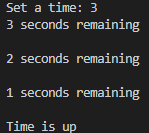 Set a time: 3
3 seconds remaining
2 seconds remaining
1 seconds remaining
Time is up